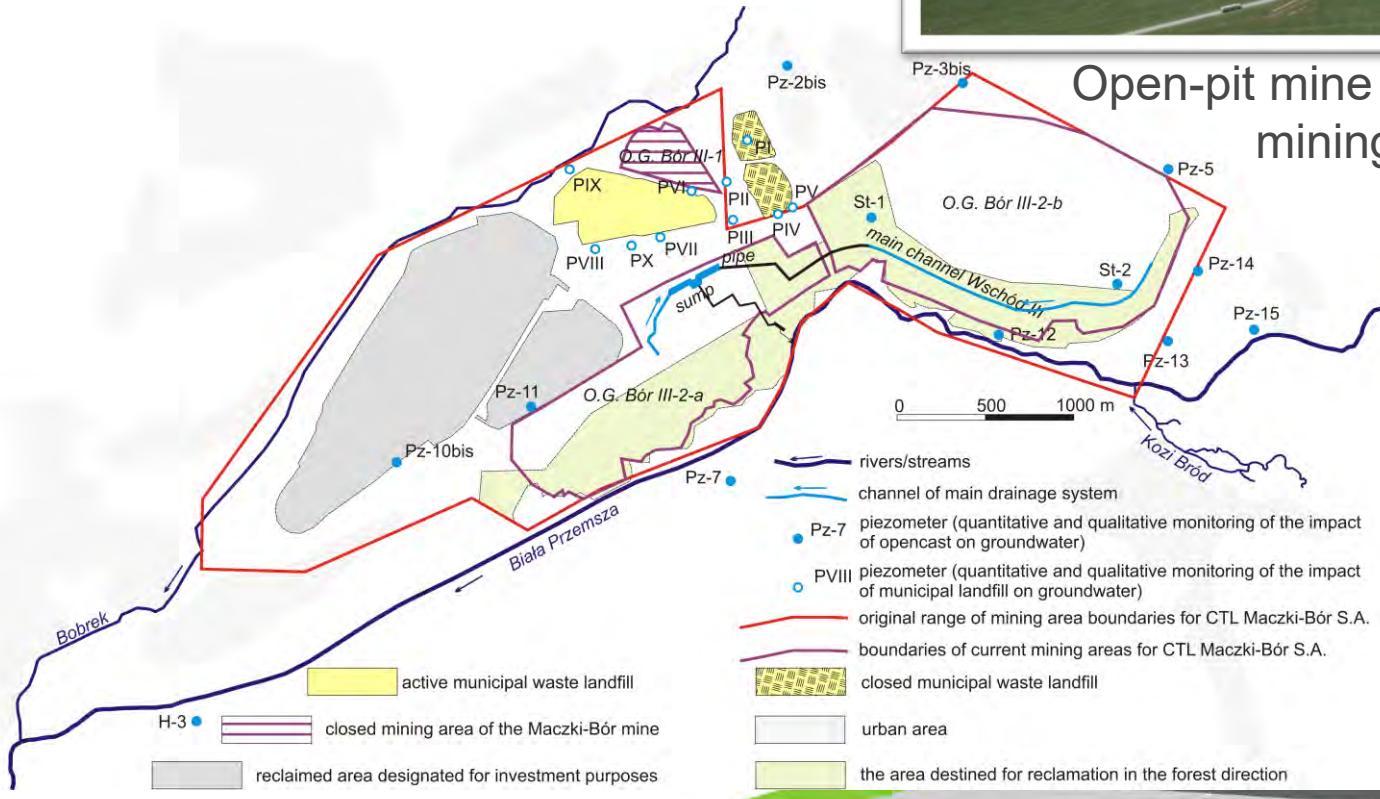 Open-pit mine
mining
Pz-2bis
Pz-3bis
Pz-5
PI
O.G. Bór III-1
PIX
PVI
PII
PV
St-1
O.G. Bór III-2-b
PVIII
PX
PVII
PIII
PIV
pipe
main channel Wschód II
St-2
Pz-14
sump
Pz-12
Pz-15
Pz-13
Pz-11
O.G. Bór III-2-a
0 500 1000 m
Kozi Bród
Pz-10bis
Pz-7
Biała Przemsza
Bobrek
rivers/streams
channel of main drainage system
Pz-7 piezometer (quantitative and qualitative monitoring of the impact
of opencast on groundwater)
PVIII piezometer (quantitative and qualitative monitoring of the impact
of municipal landfill on groundwater)
original range of mining area boundaries for CTL Maczki-Bór S.A.
boundaries of current mining areas for CTL Maczki-Bór S.A.
active municipal waste landfill
closed municipal waste landfill
H-3
closed mining area of the Maczki-Bór mine
urban area
reclaimed area designated for investment purposes
the area destined for reclamation in the forest direction